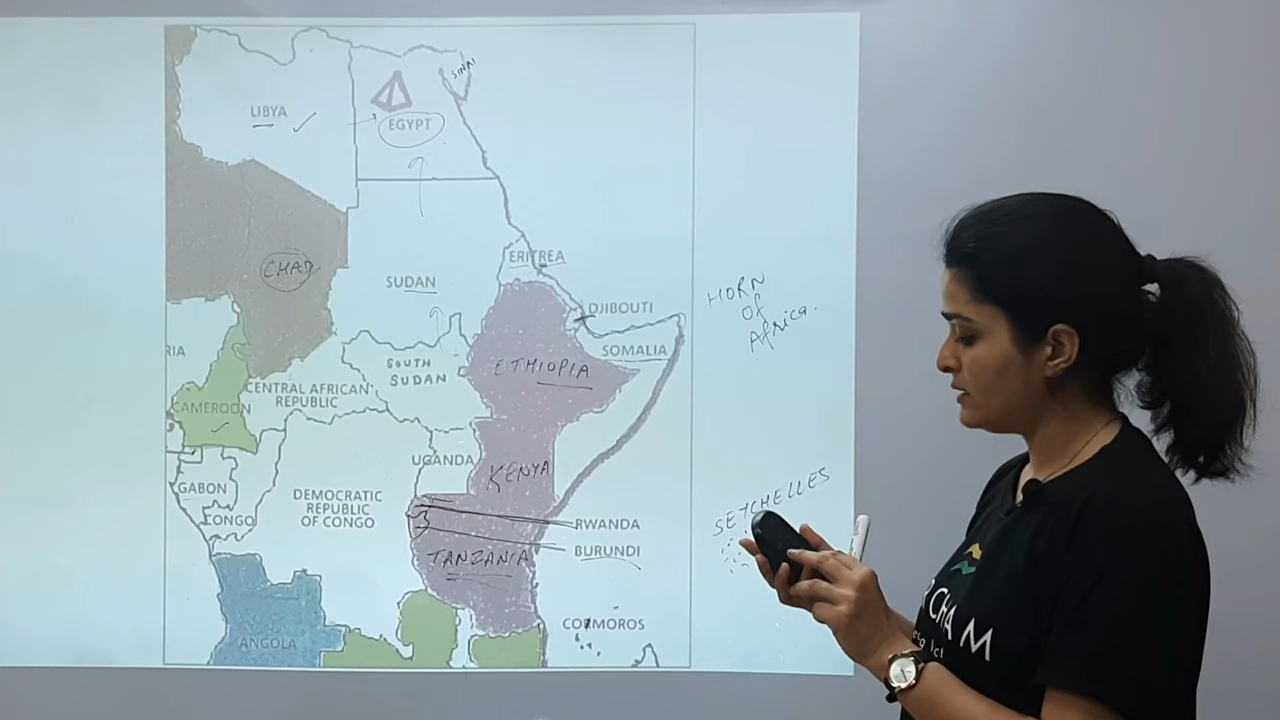 SINAI
LIBYA
EGYPT
CHAD
SUDAN
ERITREA
DJIBOUTI
HORN
of
Africa.
SOMALIA
SOUTH
SUDAN
ETHIOPIA
RIA
CENTRAL AFRICAN
REPUBLIC
CAMEROON
UGANDA
KENYA
GABON
CONGO
DEMOCRATIC
REPUBLIC
OF CONGO
RWANDA
BURUNDI
TANZANIA
SEYCHELLES
COMOROS
ANGOLA
CHAM